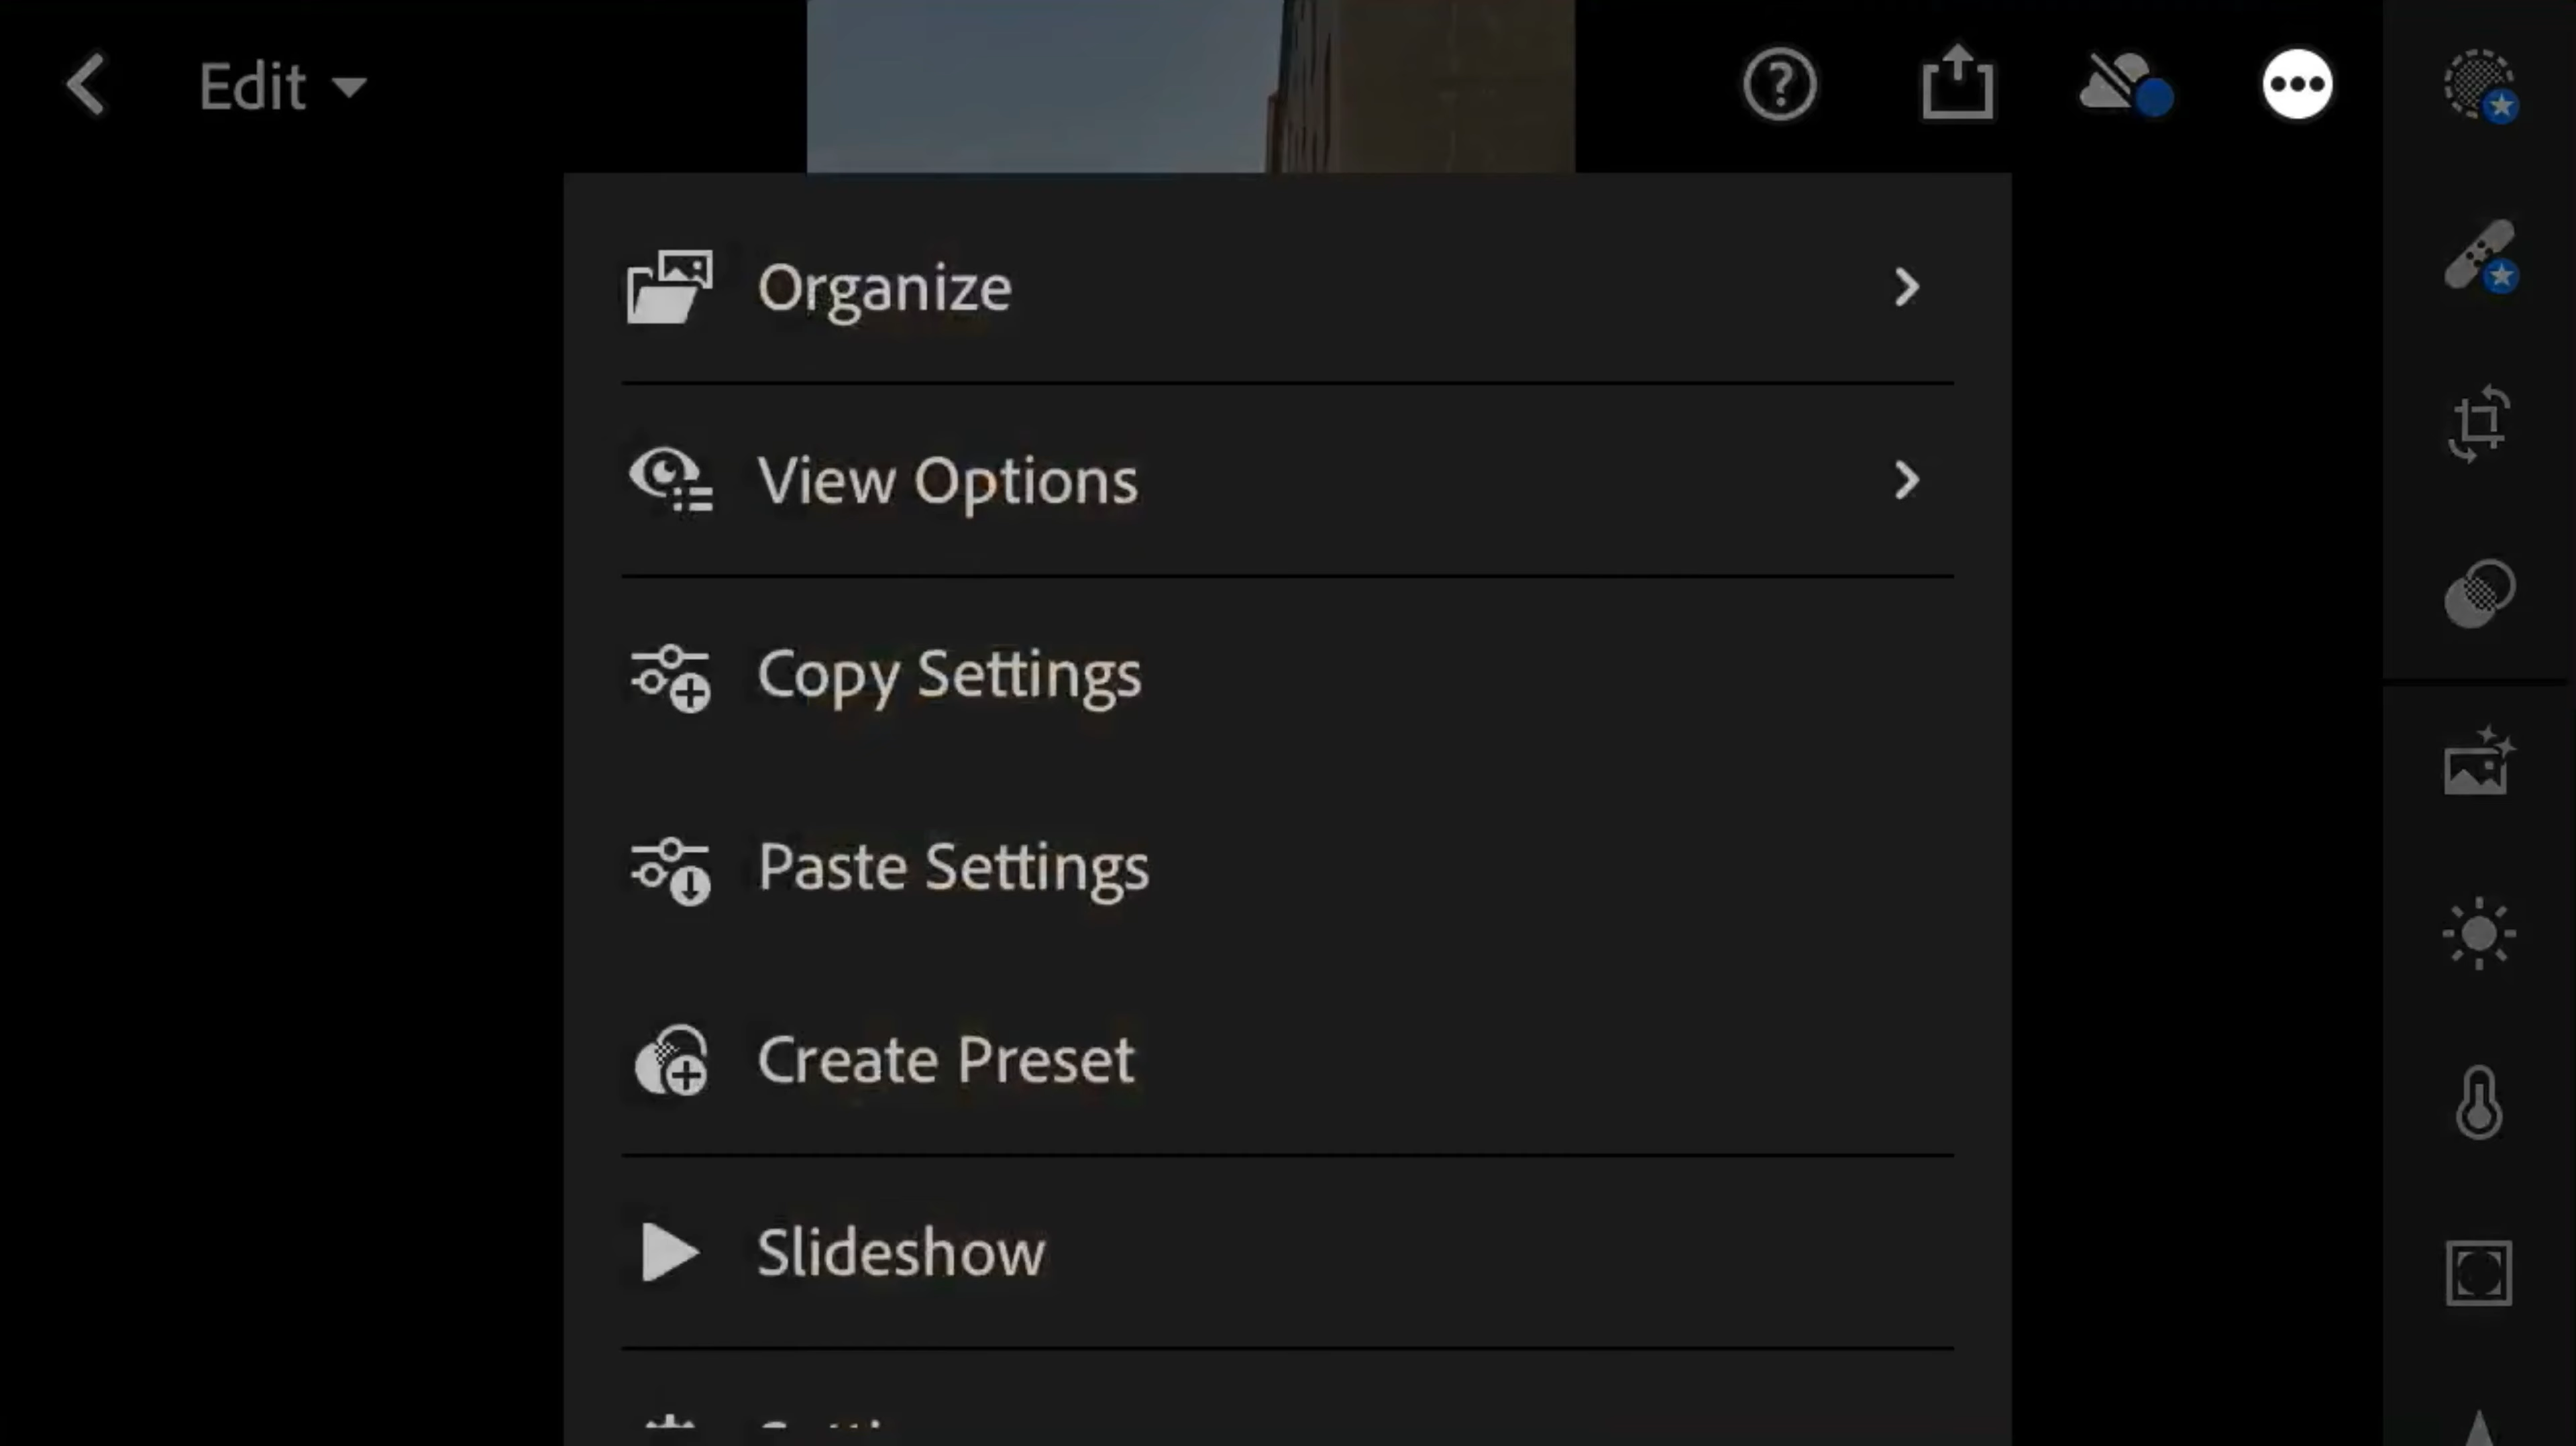 Edit
Organize
View Options
Copy Settings
Paste Settings
Create Preset
Slideshow